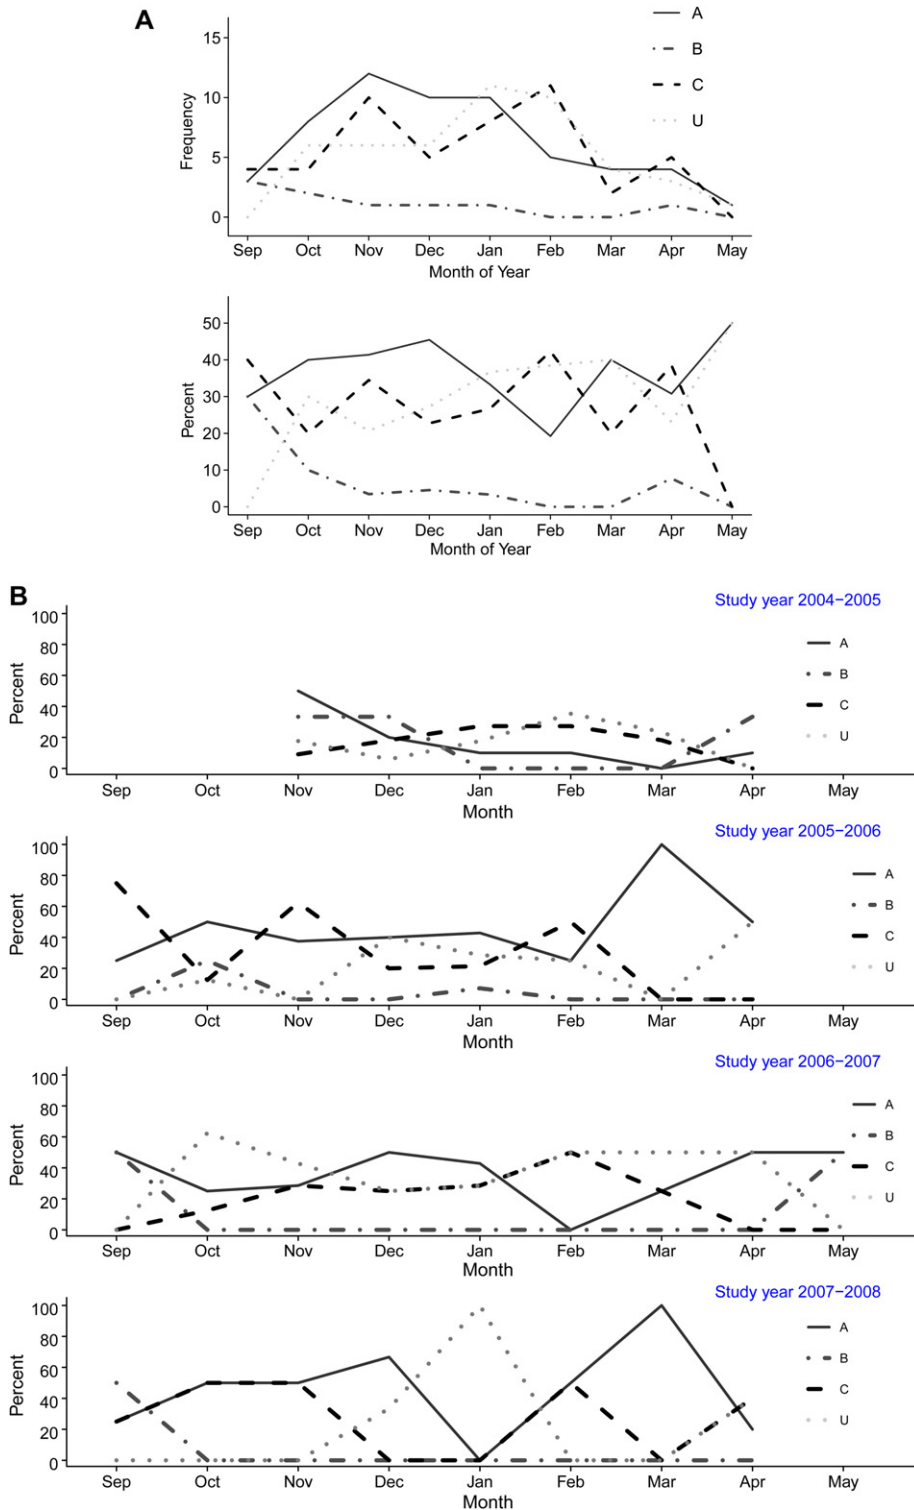 A
A
B
C
U
15
10
5
0
Frequency
Sep Oct Nov Dec Jan Feb Mar Apr May
Month of Year
50
40
30
20
10
0
Percent
Sep Oct Nov Dec Jan Feb Mar Apr May
Month of Year
B
Study year 2004−2005
100
80
60
40
20
0
Percent
A
B
C
U
Sep Oct Nov Dec Jan Feb Mar Apr May
Month
Study year 2005−2006
100
80
60
40
20
0
Percent
A
B
C
U
Sep Oct Nov Dec Jan Feb Mar Apr May
Month
Study year 2006−2007
100
80
60
40
20
0
Percent
A
B
C
U
Sep Oct Nov Dec Jan Feb Mar Apr May
Month
Study year 2007−2008
100
80
60
40
20
0
Percent
A
B
C
U
Sep Oct Nov Dec Jan Feb Mar Apr May
Month